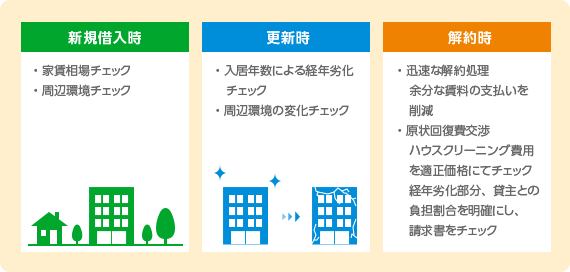 新規借入時
・家賃相場チェック
・周辺環境チェック
更新時
・入居年数による経年劣化
チェック
・周辺環境の変化チェック
解約時
・迅速な解約処理
余分な賃料の支払いを
削減
・原状回復費交渉
ハウスクリーニング費用
を適正価格にてチェック
経年劣化部分、貸主との
負担割合を明確にし、
請求書をチェック